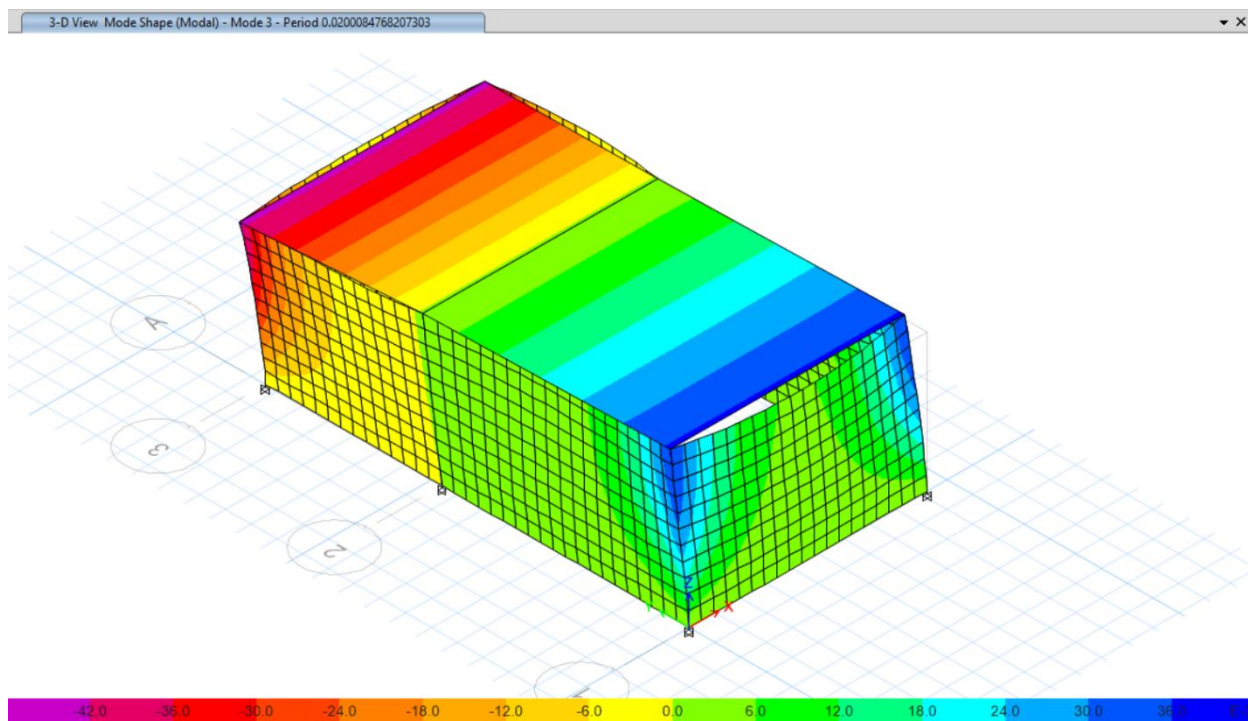 3-D View Mode Shape (Modal) - Mode 3 - Period 0.0200084768207303
A
3
2
Z
Y X
-42.0 -36.0 -30.0 -24.0 -18.0 -12.0 -6.0 0.0 6.0 12.0 18.0 24.0 30.0 36.0